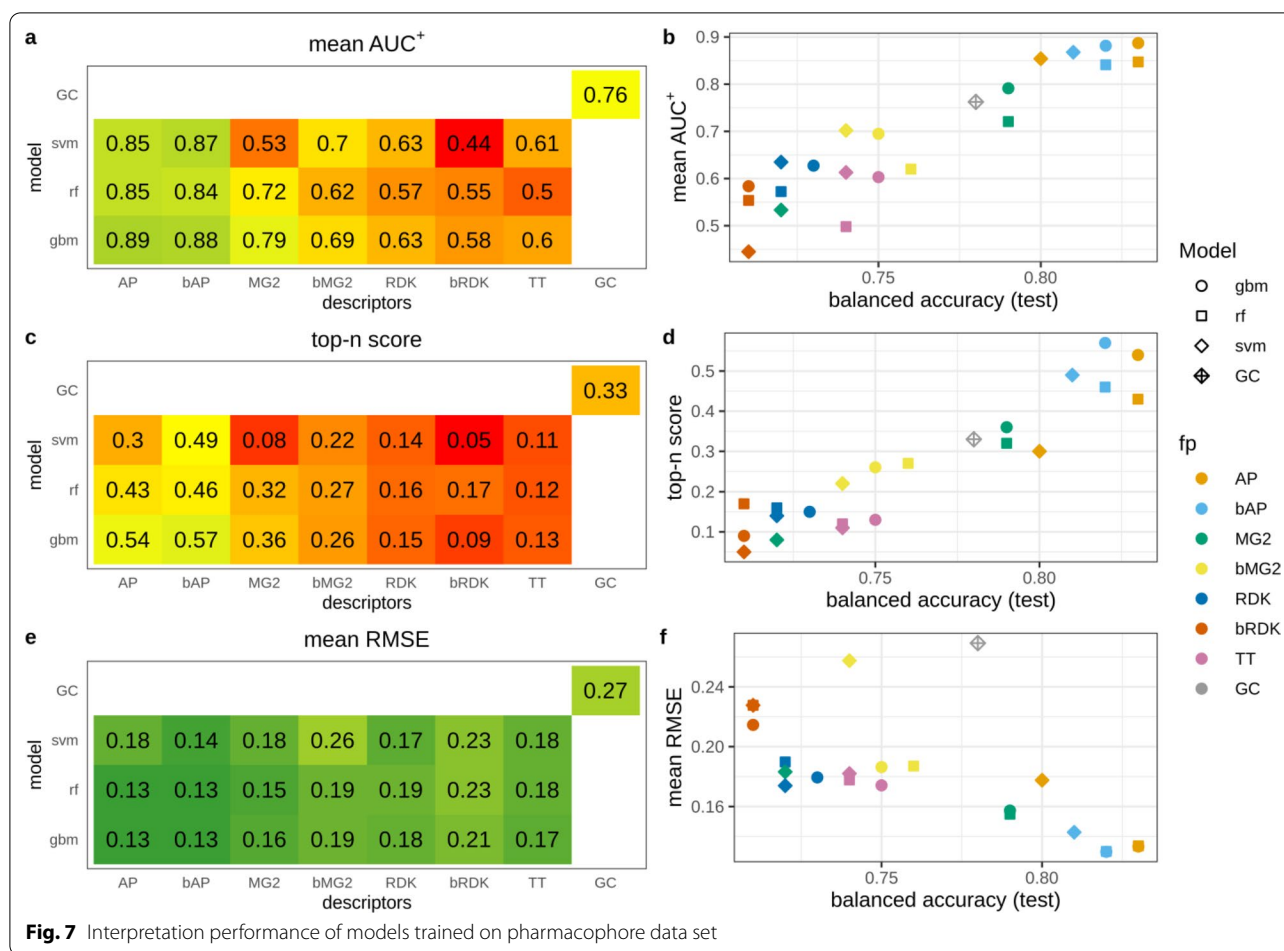 a
mean AUC+
GC
0.76
svm
0.85 0.87 0.53 0.7 0.63 0.44 0.61
model
rf
0.85 0.84 0.72 0.62 0.57 0.55 0.5
gbm
0.89 0.88 0.79 0.69 0.63 0.58 0.6
AP bAP MG2 bMG2 RDK bRDK TT GC
descriptors
b
0.9
0.8
0.7
0.6
0.5
mean AUC+
0.75 0.80
balanced accuracy (test)
c
top-n score
GC
0.33
svm
0.3 0.49 0.08 0.22 0.14 0.05 0.11
model
rf
0.43 0.46 0.32 0.27 0.16 0.17 0.12
gbm
0.54 0.57 0.36 0.26 0.15 0.09 0.13
AP bAP MG2 bMG2 RDK bRDK TT GC
descriptors
d
0.5
0.4
0.3
0.2
0.1
top-n score
0.75 0.80
balanced accuracy (test)
e
mean RMSE
GC
0.27
svm
0.18 0.14 0.18 0.26 0.17 0.23 0.18
model
rf
0.13 0.13 0.15 0.19 0.19 0.23 0.18
gbm
0.13 0.13 0.16 0.19 0.18 0.21 0.17
AP bAP MG2 bMG2 RDK bRDK TT GC
descriptors
f
0.24
0.20
0.16
mean RMSE
0.75 0.80
balanced accuracy (test)
Model
gbm
rf
svm
GC
fp
AP
bAP
MG2
bMG2
RDK
bRDK
TT
GC
Fig. 7 Interpretation performance of models trained on pharmacophore data set